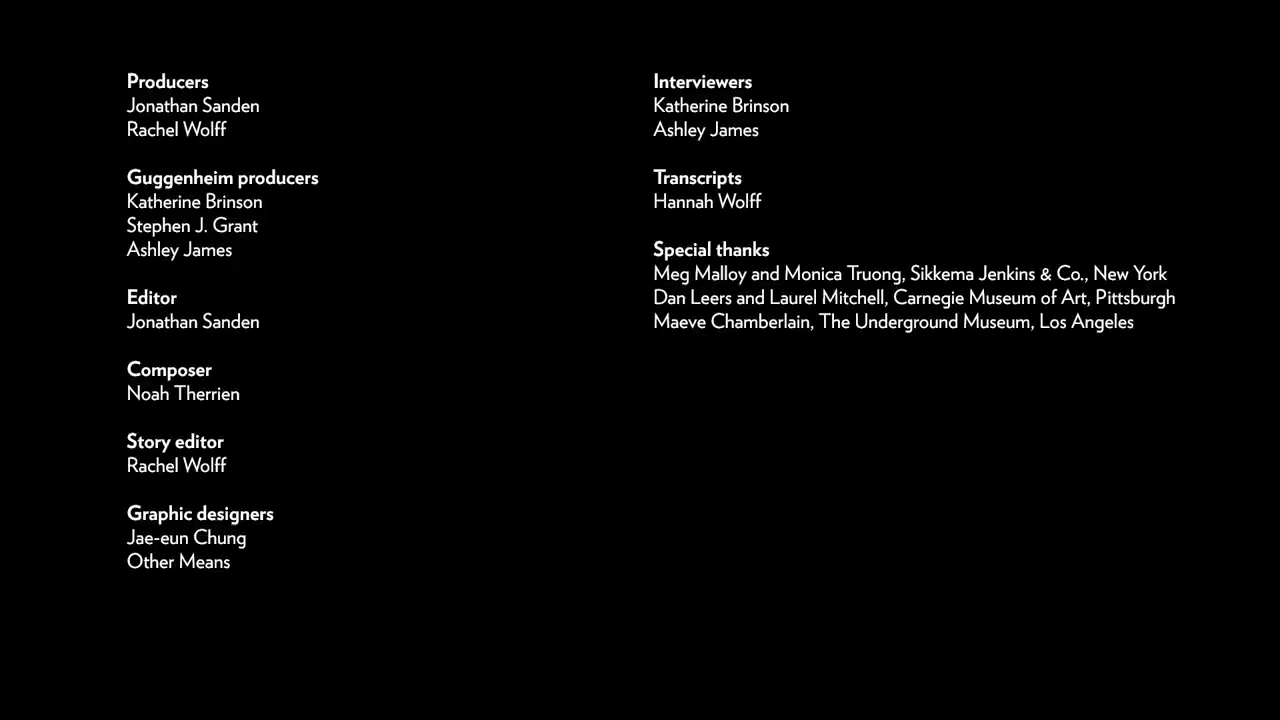 Producers
Jonathan Sanden
Rachel Wolff
Guggenheim producers
Katherine Brinson
Stephen J. Grant
Ashley James
Editor
Jonathan Sanden
Composer
Noah Therrien
Story editor
Rachel Wolff
Graphic designers
Jae-eun Chung
Other Means
Interviewers
Katherine Brinson
Ashley James
Transcripts
Hannah Wolff
Special thanks
Meg Malloy and Monica Truong, Sikkema Jenkins & Co., New York
Dan Leers and Laurel Mitchell, Carnegie Museum of Art, Pittsburgh
Maeve Chamberlain, The Underground Museum, Los Angeles